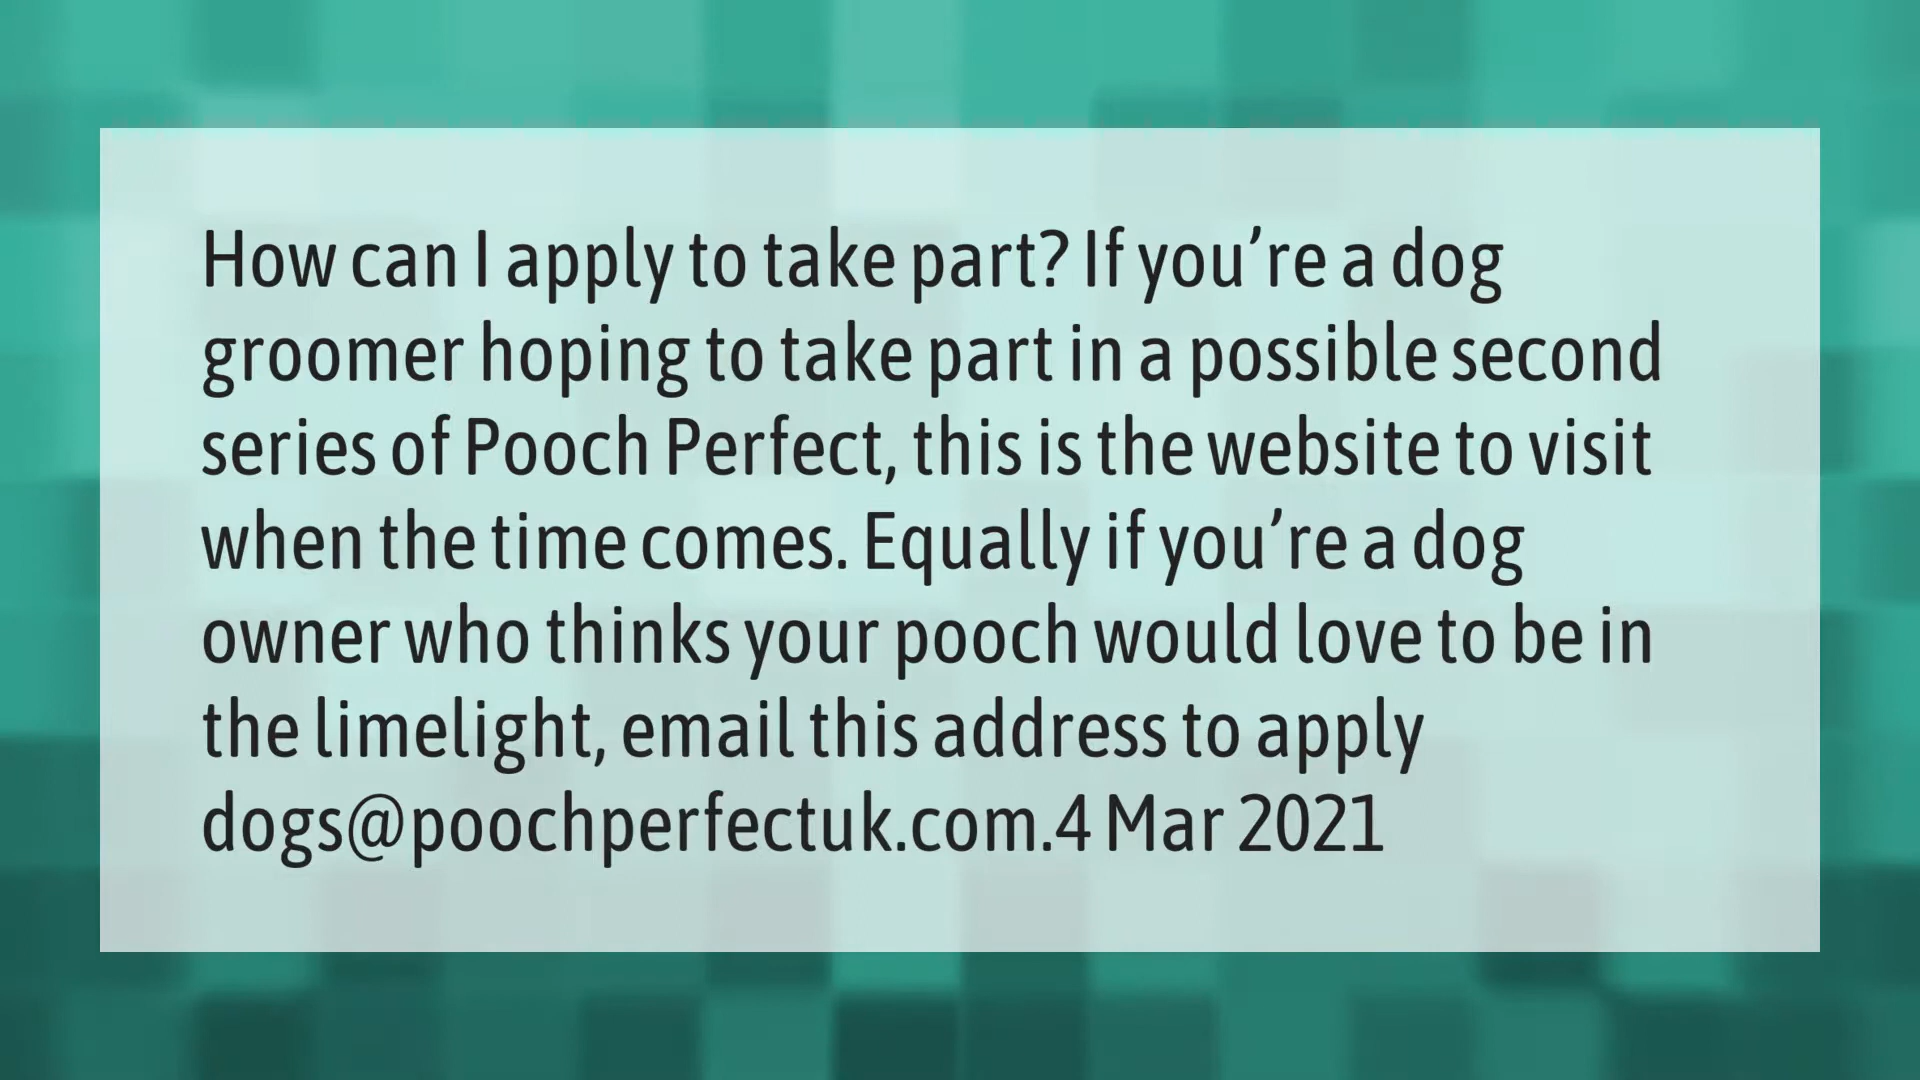 How can I apply to take part? If you’re a dog
groomer hoping to take part in a possible second
series of Pooch Perfect, this is the website to visit
when the time comes. Equally if you’re a dog
owner who thinks your pooch would love to be in
the limelight, email this address to apply
dogs@poochperfectuk.com.4 Mar 2021